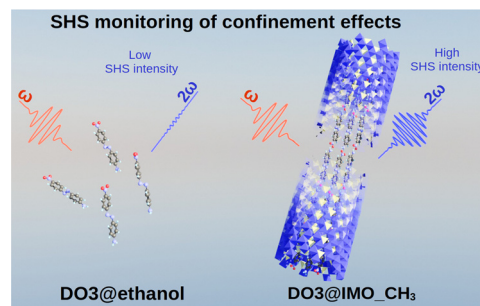 SHS monitoring of confinement effects
Low
SHS intensity
High
SHS intensity
ω
2ω
ω
2ω
DO3@ethanol
DO3@IMO_CH₃